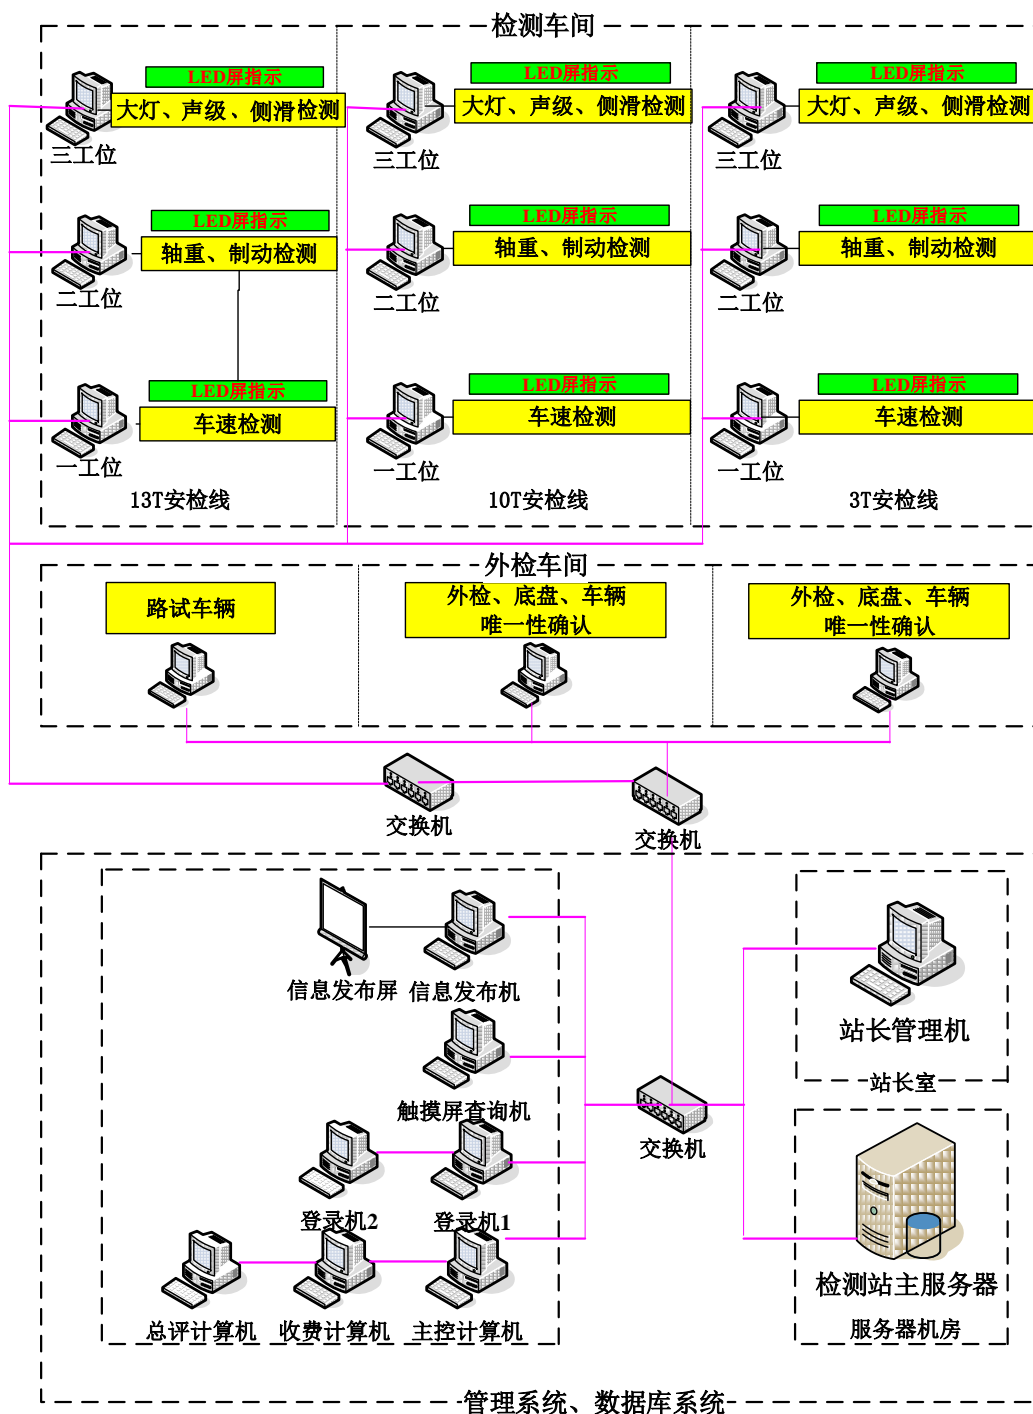 检测车间
LED屏指示
LED屏指示
LED屏指示
大灯、声级、侧滑检测
大灯、声级、侧滑检测
大灯、声级、侧滑检测
三工位
三工位
三工位
LED屏指示
LED屏指示
LED屏指示
轴重、制动检测
轴重、制动检测
轴重、制动检测
二工位
二工位
二工位
LED屏指示
LED屏指示
LED屏指示
车速检测
车速检测
车速检测
一工位
一工位
一工位
13T安检线
10T安检线
3T安检线
外检车间
路试车辆
外检、底盘、车辆
唯一性确认
外检、底盘、车辆
唯一性确认
交换机
交换机
信息发布屏
信息发布机
站长管理机
站长室
触摸屏查询机
交换机
登录机2
登录机1
检测站主服务器
服务器机房
总评计算机
收费计算机
主控计算机
管理系统、数据库系统